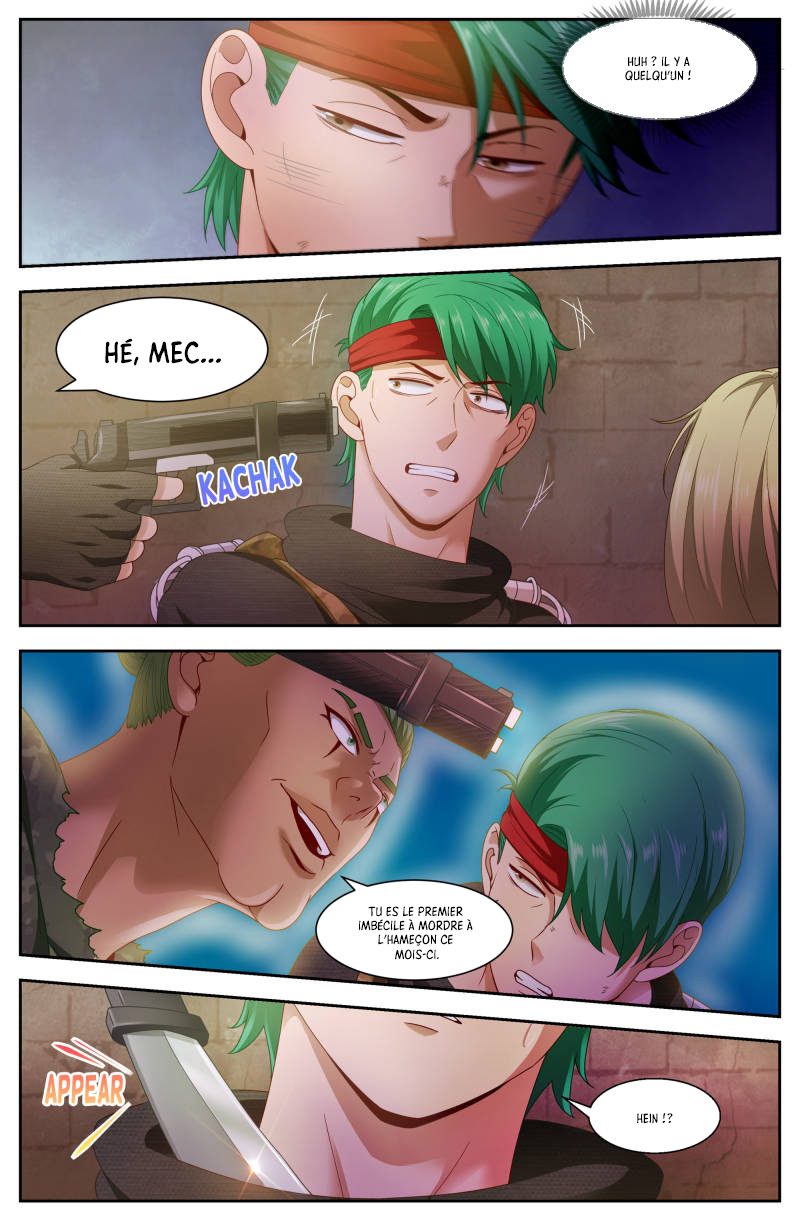 HUH ? IL Y A
QUELQU'UN !
HÉ, MEC...
KACHAK
TU ES LE PREMIER
IMBÉCILE À MORDRE À
L'HAMEÇON CE
MOIS-CI.
APPEAR
HEIN !?